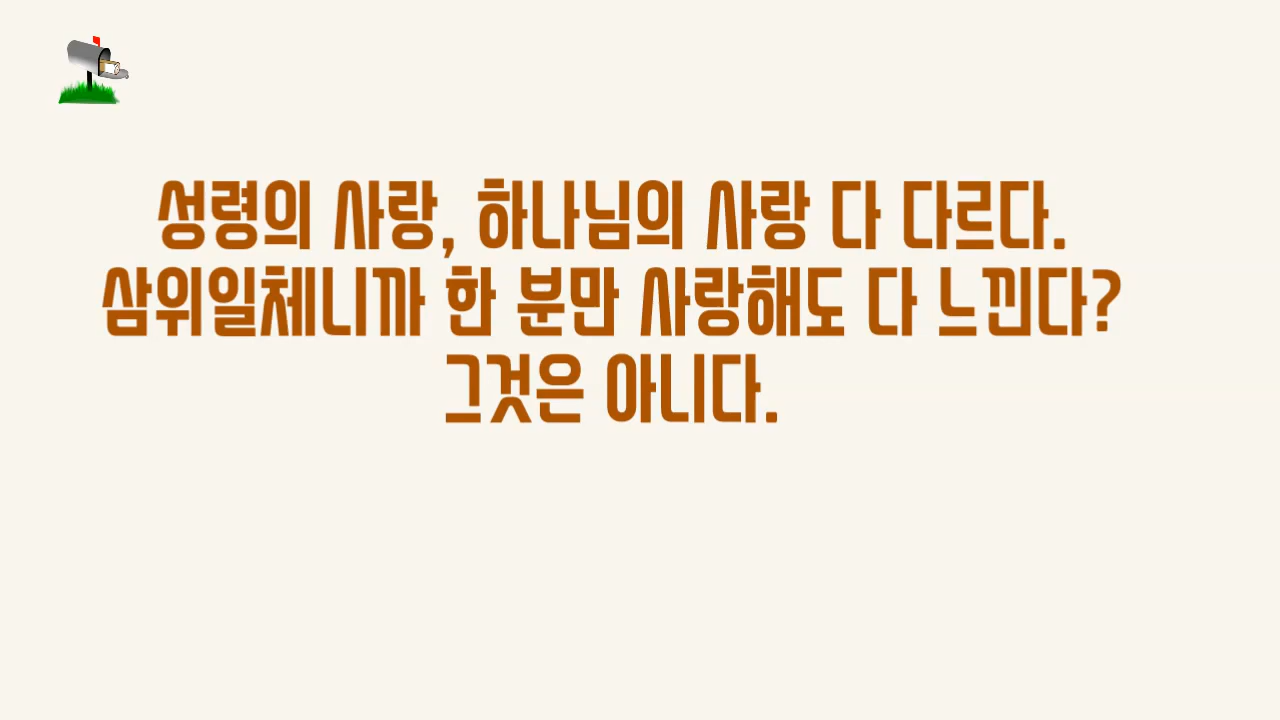 성령의 사랑, 하나님의 사랑 다 다르다.
삼위일체니까 한 분만 사랑해도 다 느낀다?
그것은 아니다.